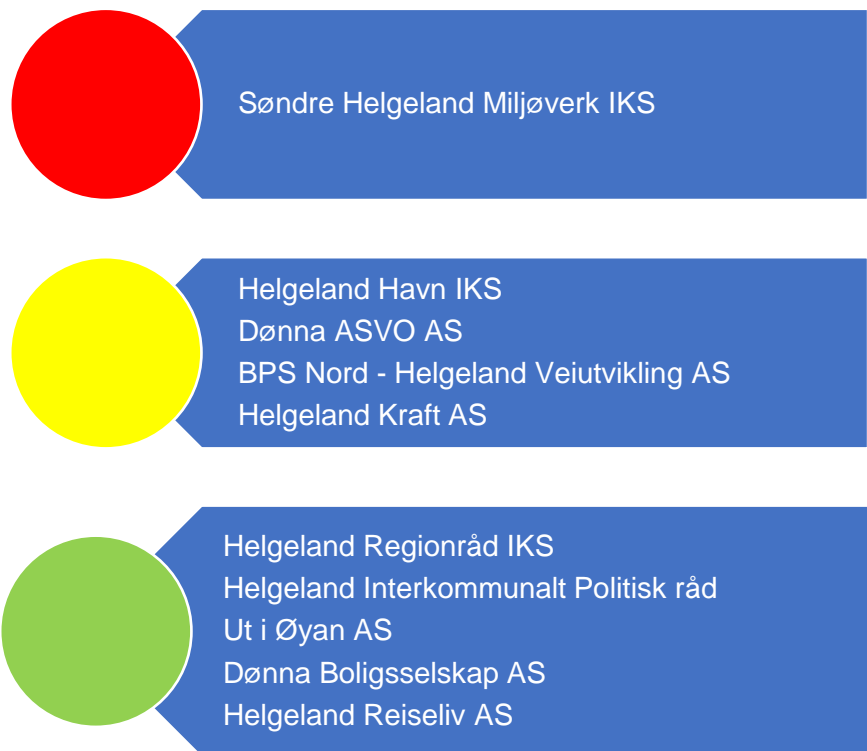 Søndre Helgeland Miljøverk IKS
Helgeland Havn IKS
Dønna ASVO AS
BPS Nord - Helgeland Veiutvikling AS
Helgeland Kraft AS
Helgeland Regionråd IKS
Helgeland Interkommunalt Politisk råd
Ut i Øyan AS
Dønna Boligsselskap AS
Helgeland Reiseliv AS